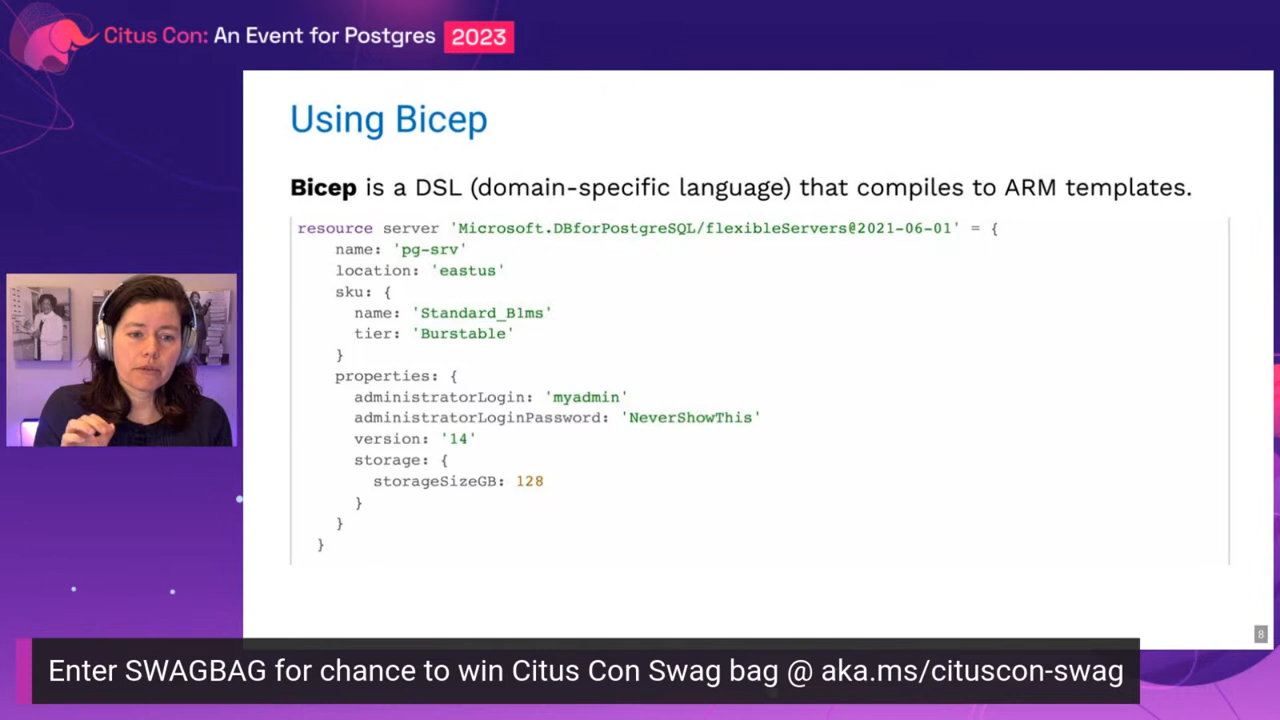 Citus Con: An Event for Postgres 2023
Using Bicep
Bicep is a DSL (domain-specific language) that compiles to ARM templates.
resource server 'Microsoft.DBforPostgreSQL/flexibleServers@2021-06-01' = {
name: 'pg-srv'
location: 'eastus'
sku: {
name: 'Standard_B1ms'
tier: 'Burstable'
}
properties: {
administratorLogin: 'myadmin'
administratorLoginPassword: 'NeverShowThis'
version: '14'
storage: {
storageSizeGB: 128
}
}
}
8
Enter SWAGBAG for chance to win Citus Con Swag bag @ aka.ms/cituscon-swag